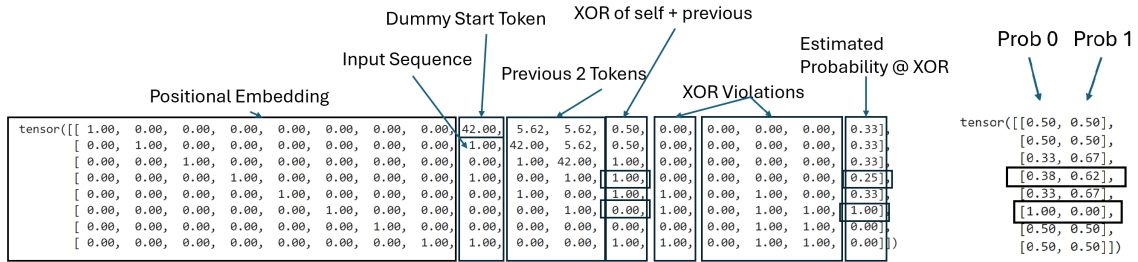 Dummy Start Token
XOR of self + previous
Input Sequence
Previous 2 Tokens
Estimated
Probability @ XOR
Prob 0 Prob 1
Positional Embedding
XOR Violations
tensor([[ 1.00, 0.00, 0.00, 0.00, 0.00, 0.00, 0.00, 0.00, 42.00, 5.62, 5.62, 0.50, 0.00, 0.00, 0.00, 0.00, 0.33],
[ 0.00, 1.00, 0.00, 0.00, 0.00, 0.00, 0.00, 0.00, 1.00, 42.00, 5.62, 0.50, 0.00, 0.00, 0.00, 0.00, 0.33],
[ 0.00, 0.00, 1.00, 0.00, 0.00, 0.00, 0.00, 0.00, 0.00, 1.00, 42.00, 1.00, 0.00, 0.00, 0.00, 0.00, 0.33],
[ 0.00, 0.00, 0.00, 1.00, 0.00, 0.00, 0.00, 0.00, 1.00, 0.00, 1.00, 1.00, 0.00, 0.00, 0.00, 0.00, 0.25],
[ 0.00, 0.00, 0.00, 0.00, 1.00, 0.00, 0.00, 0.00, 0.00, 1.00, 0.00, 1.00, 1.00, 0.00, 1.00, 0.00, 0.33],
[ 0.00, 0.00, 0.00, 0.00, 0.00, 1.00, 0.00, 0.00, 0.00, 0.00, 1.00, 0.00, 0.00, 0.00, 1.00, 1.00, 1.00],
[ 0.00, 0.00, 0.00, 0.00, 0.00, 0.00, 1.00, 0.00, 0.00, 0.00, 0.00, 0.00, 0.00, 0.00, 1.00, 1.00, 0.00],
[ 0.00, 0.00, 0.00, 0.00, 0.00, 0.00, 0.00, 1.00, 1.00, 0.00, 0.00, 1.00, 1.00, 0.00, 1.00, 1.00, 0.00]])
tensor([[0.50, 0.50],
[0.50, 0.50],
[0.33, 0.67],
[0.38, 0.62],
[0.33, 0.67],
[1.00, 0.00],
[0.50, 0.50],
[0.50, 0.50]])